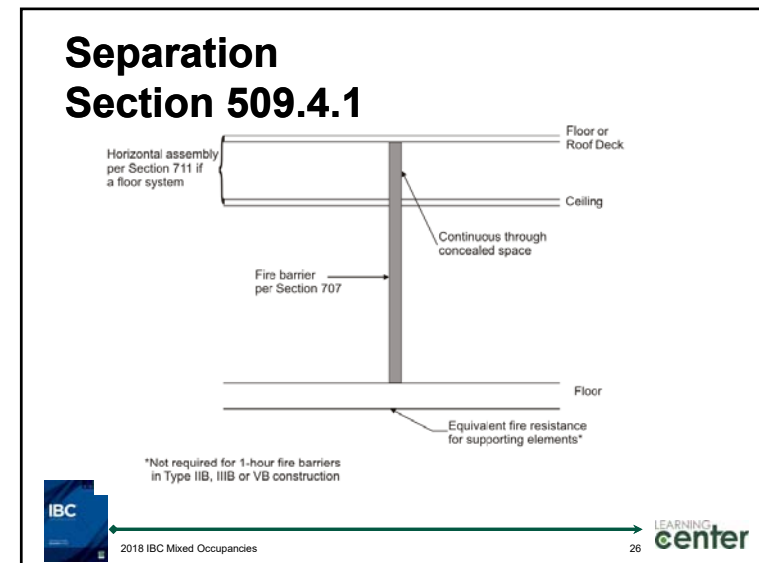 Separation
Section 509.4.1
Floor or
Roof Deck
Horizontal assembly
per Section 711 if
a floor system
Ceiling
Continuous through
concealed space
Fire barrier
per Section 707
Floor
Equivalent fire resistance
for supporting elements*
*Not required for 1-hour fire barriers
in Type IIB, IIIB or VB construction
IBC
2018 IBC Mixed Occupancies
26
LEARNING
center